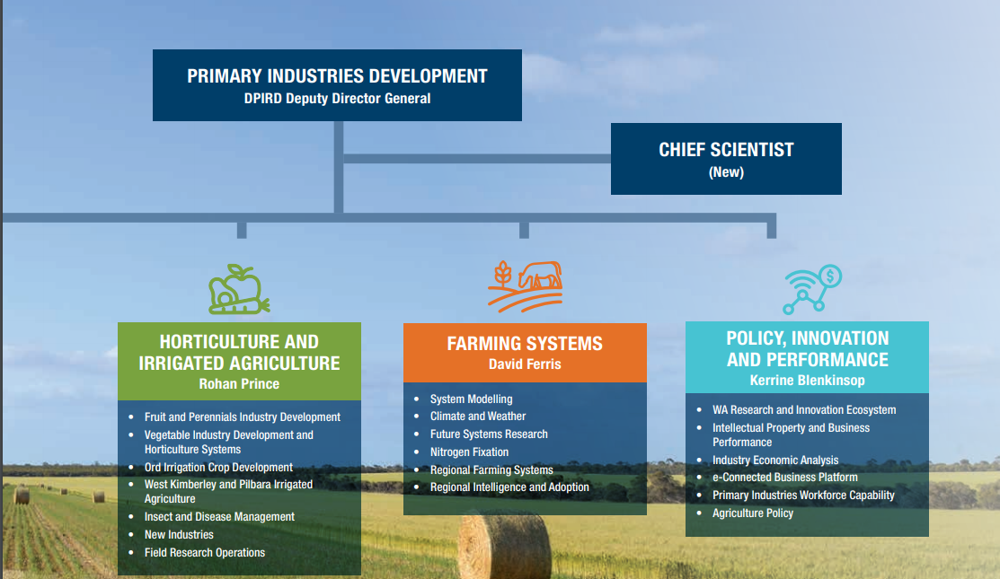 PRIMARY INDUSTRIES DEVELOPMENT
DPIRD Deputy Director General
CHIEF SCIENTIST
(New)
$
HORTICULTURE AND
IRRIGATED AGRICULTURE
Rohan Prince
• Fruit and Perennials Industry Development
• Vegetable Industry Development and
Horticulture Systems
• Ord Irrigation Crop Development
• West Kimberley and Pilbara Irrigated
Agriculture
• Insect and Disease Management
• New Industries
• Field Research Operations
FARMING SYSTEMS
David Ferris
• System Modelling
• Climate and Weather
• Future Systems Research
• Nitrogen Fixation
• Regional Farming Systems
• Regional Intelligence and Adoption
POLICY, INNOVATION
AND PERFORMANCE
Kerrine Blenkinsop
• WA Research and Innovation Ecosystem
• Intellectual Property and Business
Performance
• Industry Economic Analysis
• e-Connected Business Platform
• Primary Industries Workforce Capability
• Agriculture Policy